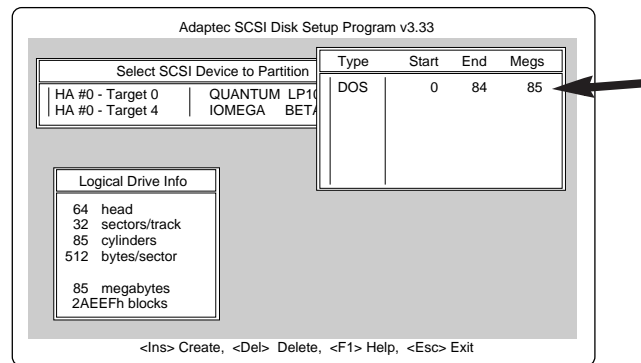 Adaptec SCSI Disk Setup Program v3.33
Select SCSI Device to Partition
HA #0 - Target 0 QUANTUM LP10
HA #0 - Target 4 IOMEGA BETA
Type Start End Megs
DOS 0 84 85
Logical Drive Info
64 head
32 sectors/track
85 cylinders
512 bytes/sector
85 megabytes
2AEEFh blocks
<Ins> Create, <Del> Delete, <F1> Help, <Esc> Exit